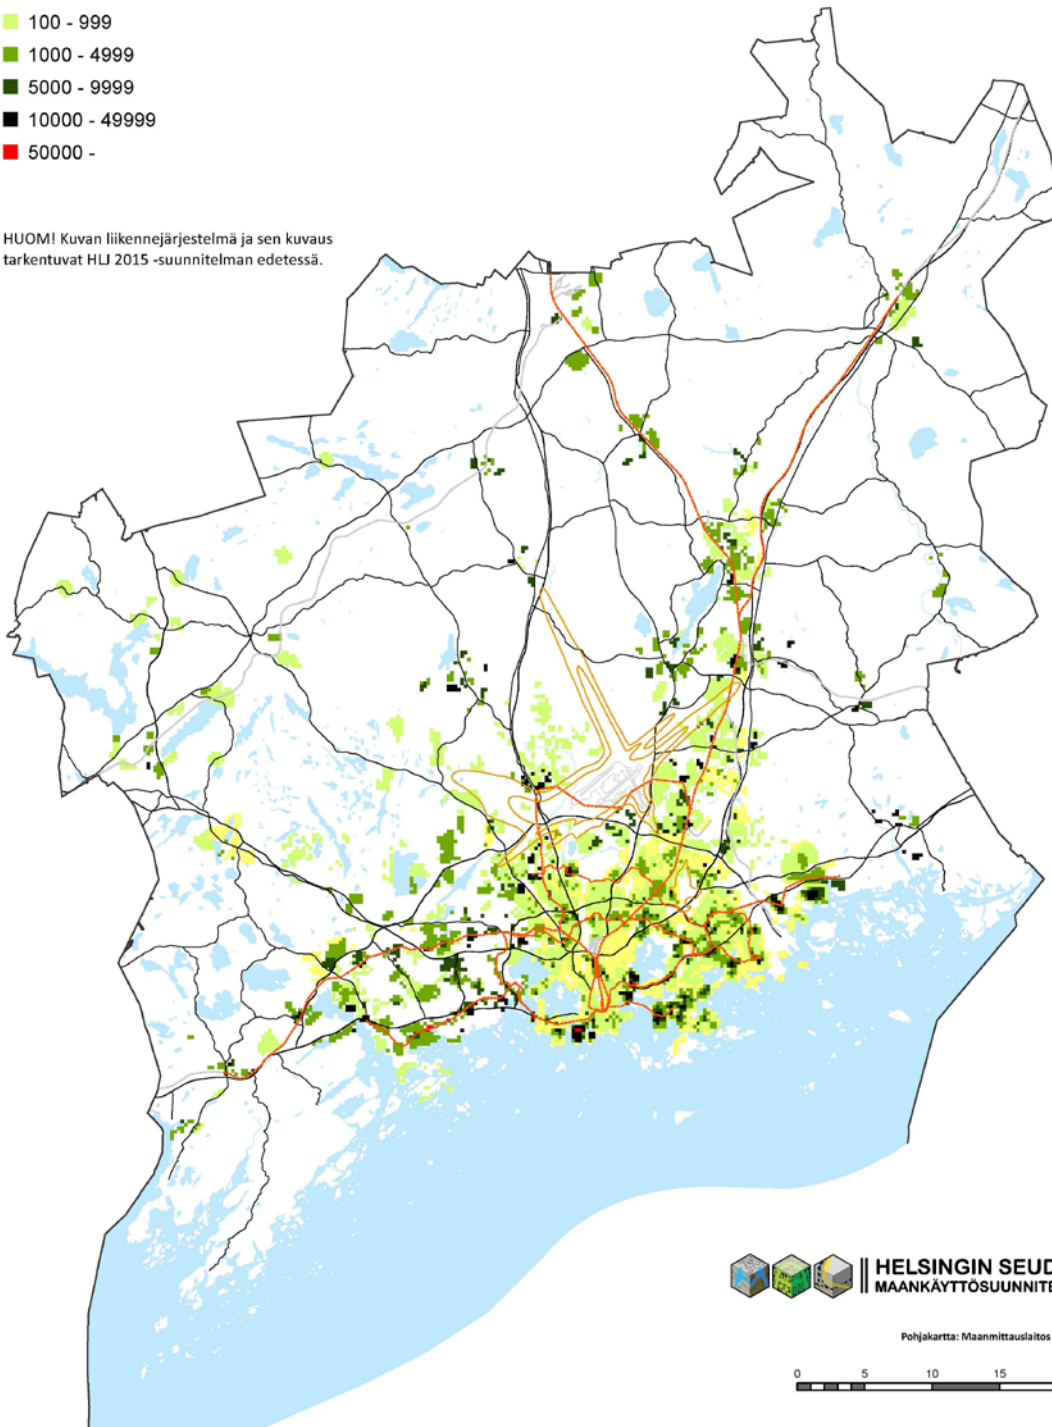 100 - 999
1000 - 4999
5000 - 9999
10000 - 49999
50000 -
HUOM! Kuvan liikennejärjestelmä ja sen kuvaus
tarkentuvat HLJ 2015 -suunnitelman edetessä.
HELSINGIN SEUD
MAANKÄYTTÖSUUNNITE
Pohjakartta: Maanmittauslaitos
0 5 10 15